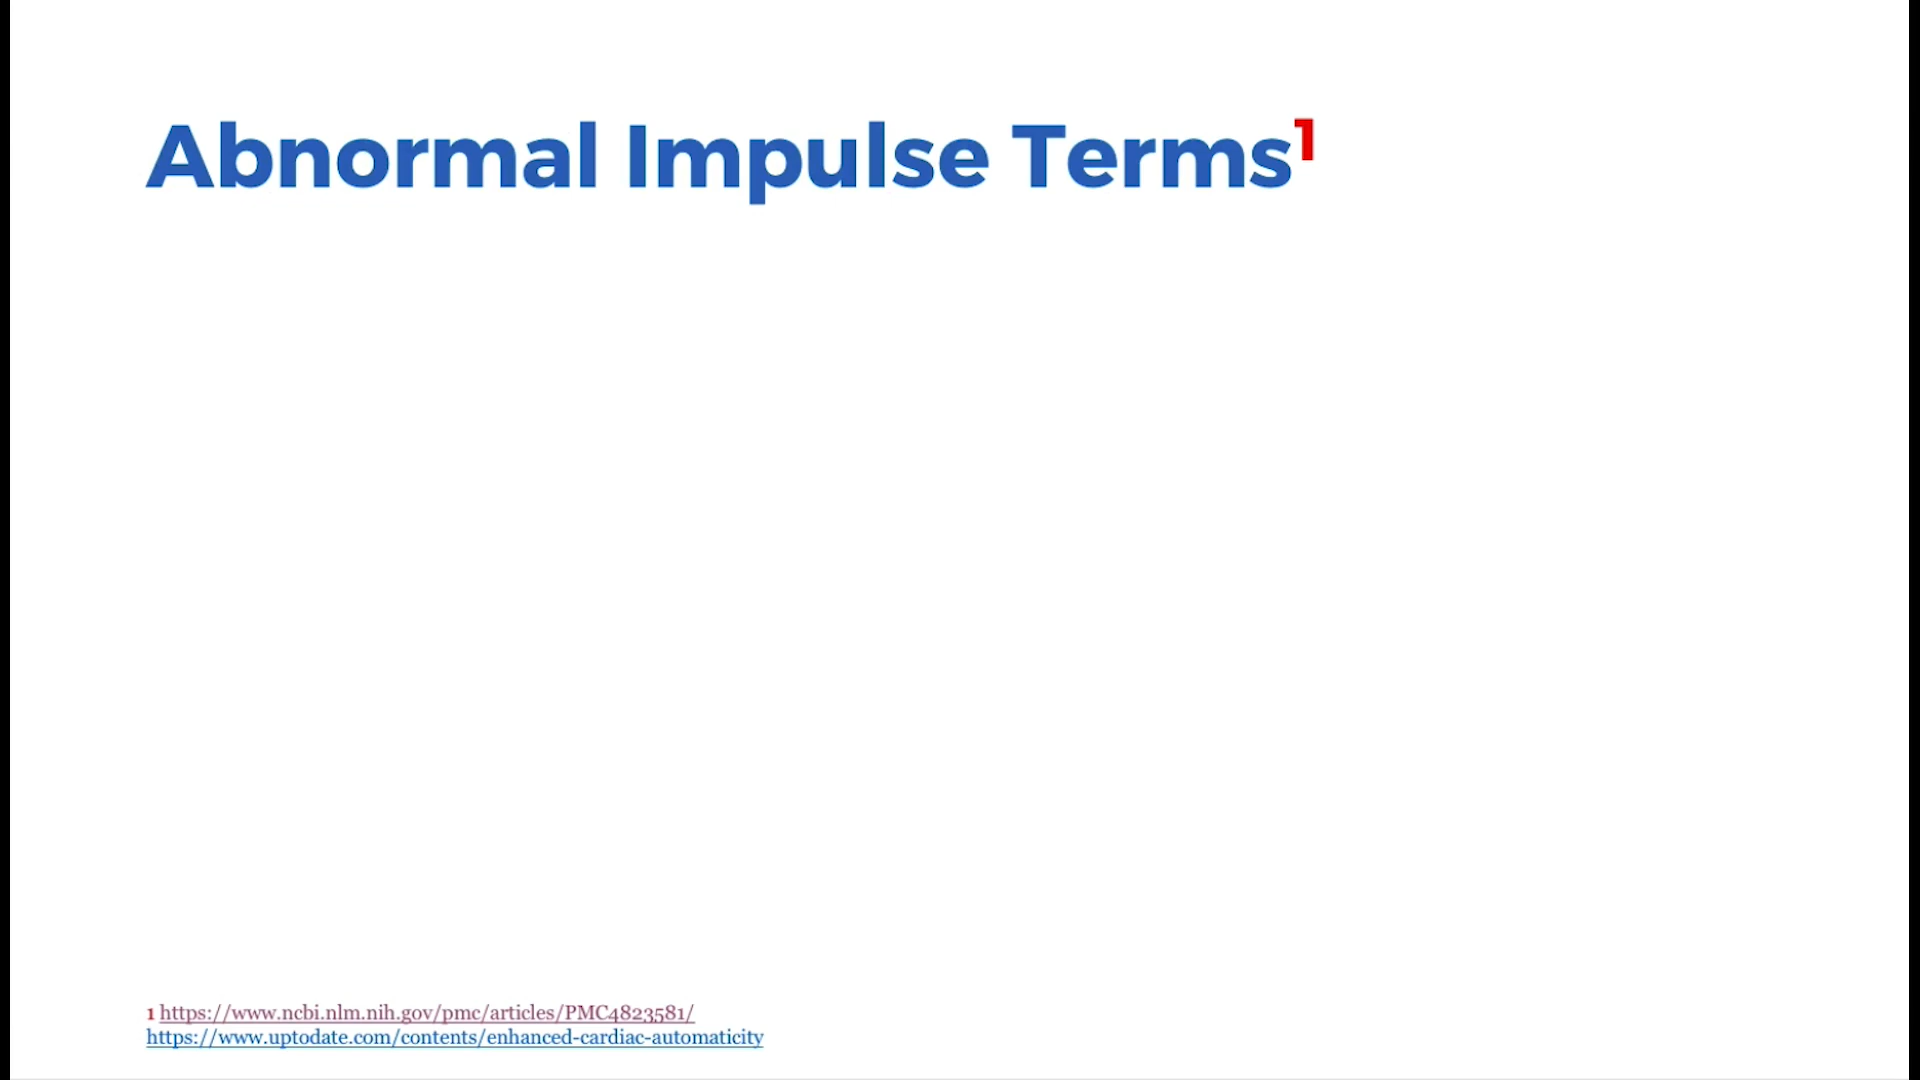 Abnormal Impulse Terms¹
1 https://www.ncbi.nlm.nih.gov/pmc/articles/PMC4823581/
https://www.uptodate.com/contents/enhanced-cardiac-automaticity